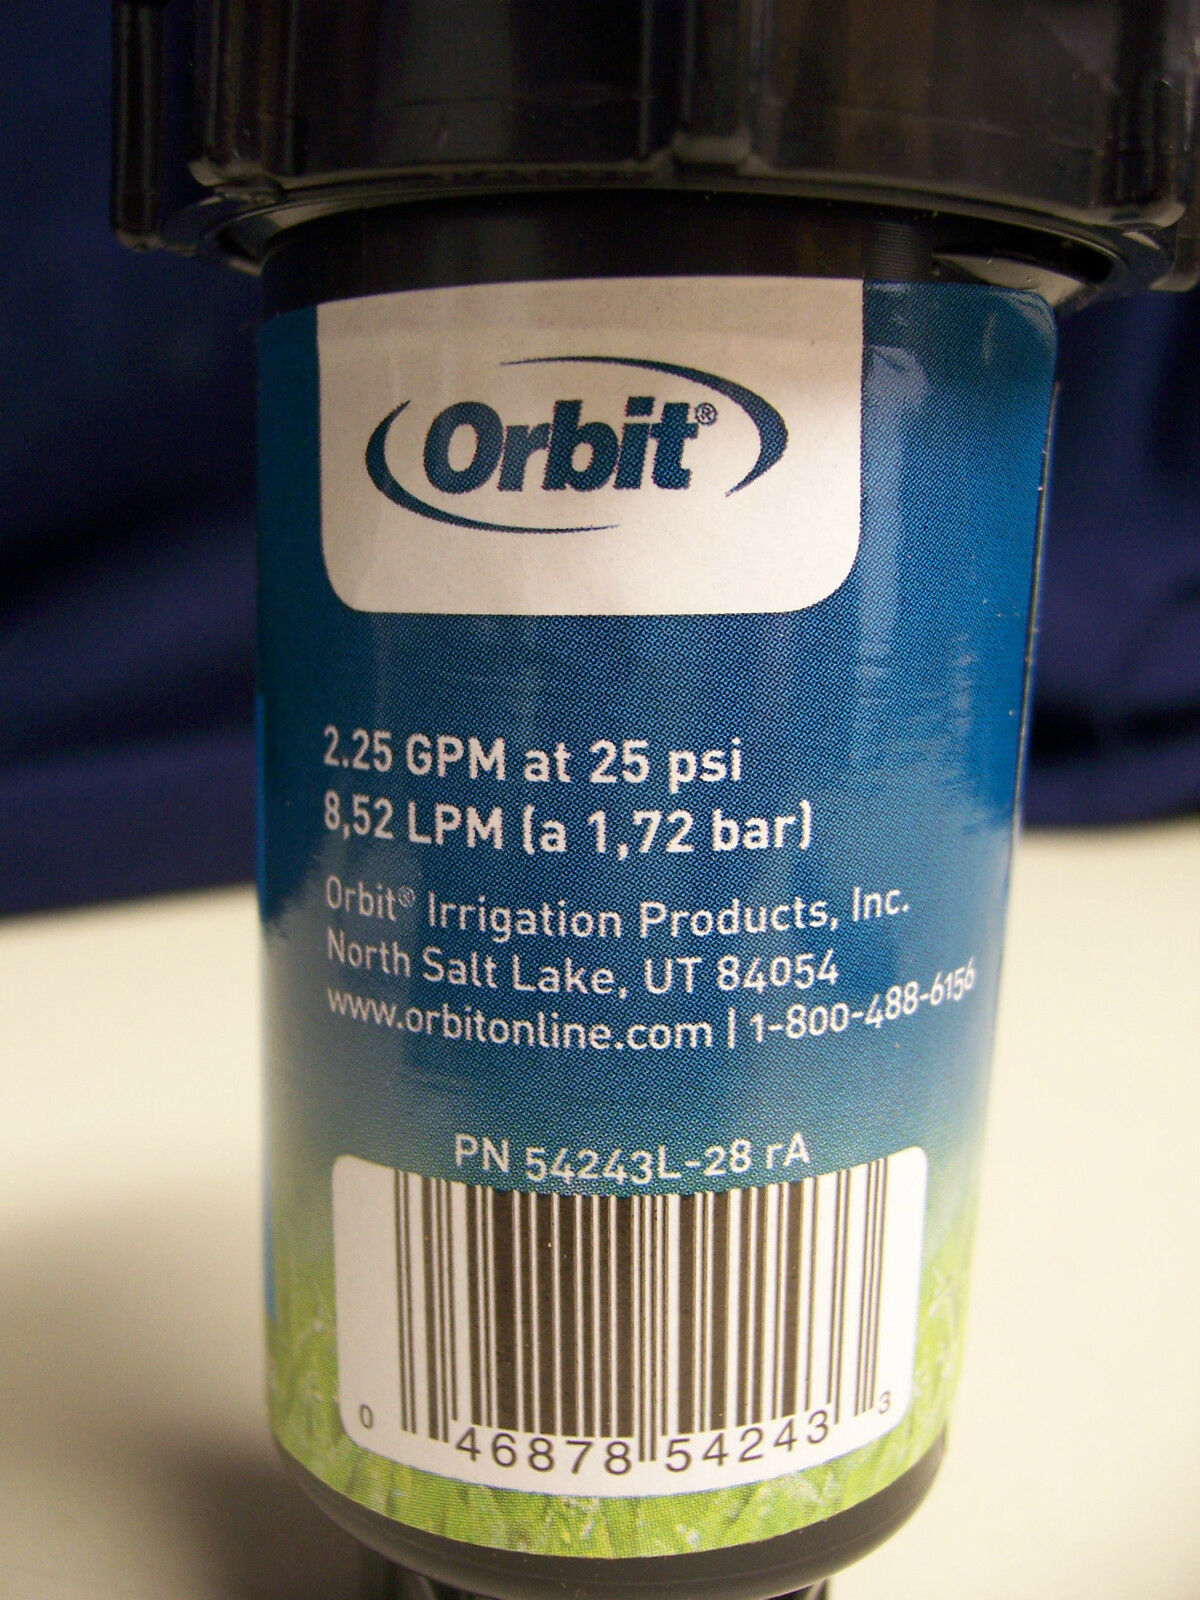 Orbit®
2.25 GPM at 25 psi
8,52 LPM (a 1,72 bar)
Orbit® Irrigation Products, Inc.
North Salt Lake, UT 84054
www.orbitonline.com | 1-800-488-6156
PN 54243L-28 rA
0 46878 54243 3